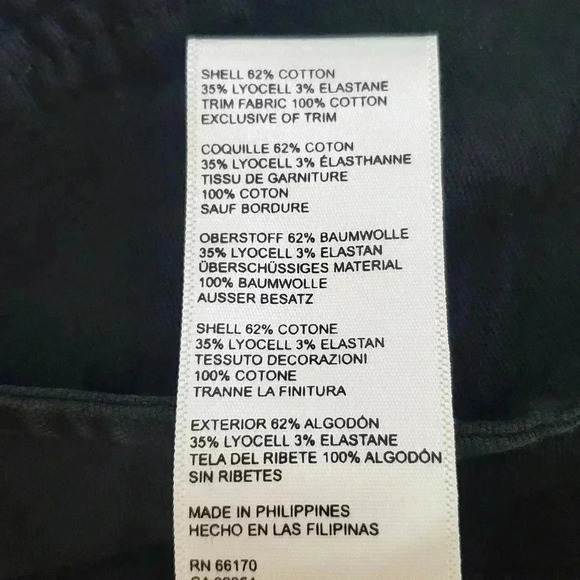 SHELL 62% COTTON
35% LYOCELL 3% ELASTANE
TRIM FABRIC 100% COTTON
EXCLUSIVE OF TRIM
COQUILLE 62% COTON
35% LYOCELL 3% ÉLASTHANNE
TISSU DE GARNITURE
100% COTON
SAUF BORDURE
OBERSTOFF 62% BAUMWOLLE
35% LYOCELL 3% ELASTAN
ÜBERSCHÜSSIGES MATERIAL
100% BAUMWOLLE
AUSSER BESATZ
SHELL 62% COTONE
35% LYOCELL 3% ELASTAN
TESSUTO DECORAZIONI
100% COTONE
TRANNE LA FINITURA
EXTERIOR 62% ALGODÓN
35% LYOCELL 3% ELASTANE
TELA DEL RIBETE 100% ALGODÓN
SIN RIBETES
MADE IN PHILIPPINES
HECHO EN LAS FILIPINAS
RN 66170